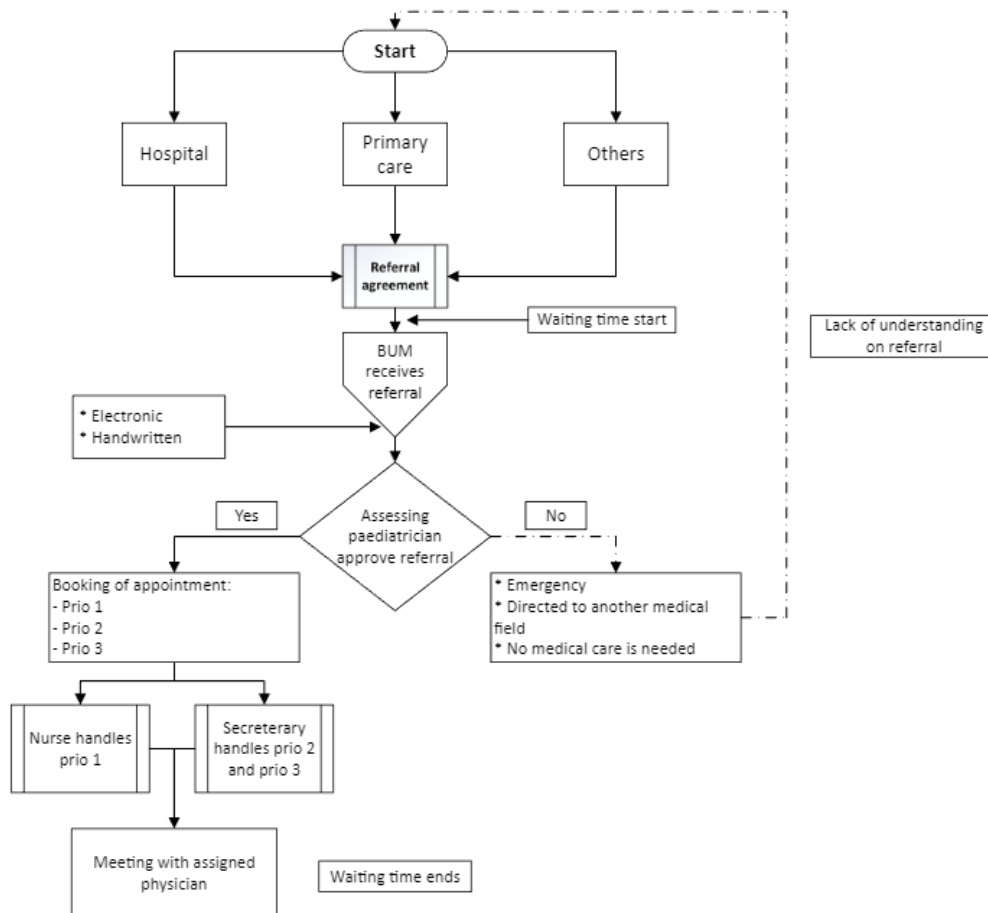 Start
Hospital
Primary
care
Others
Referral
agreement
Waiting time start
Lack of understanding
on referral
BUM
receives
referral
* Electronic
* Handwritten
Yes
Assessing
paediatrician
approve referral
No
Booking of appointment:
- Prio 1
- Prio 2
- Prio 3
* Emergency
* Directed to another medical
field
* No medical care is needed
Nurse handles
prio 1
Secreterary
handles prio 2
and prio 3
Meeting with assigned
physician
Waiting time ends